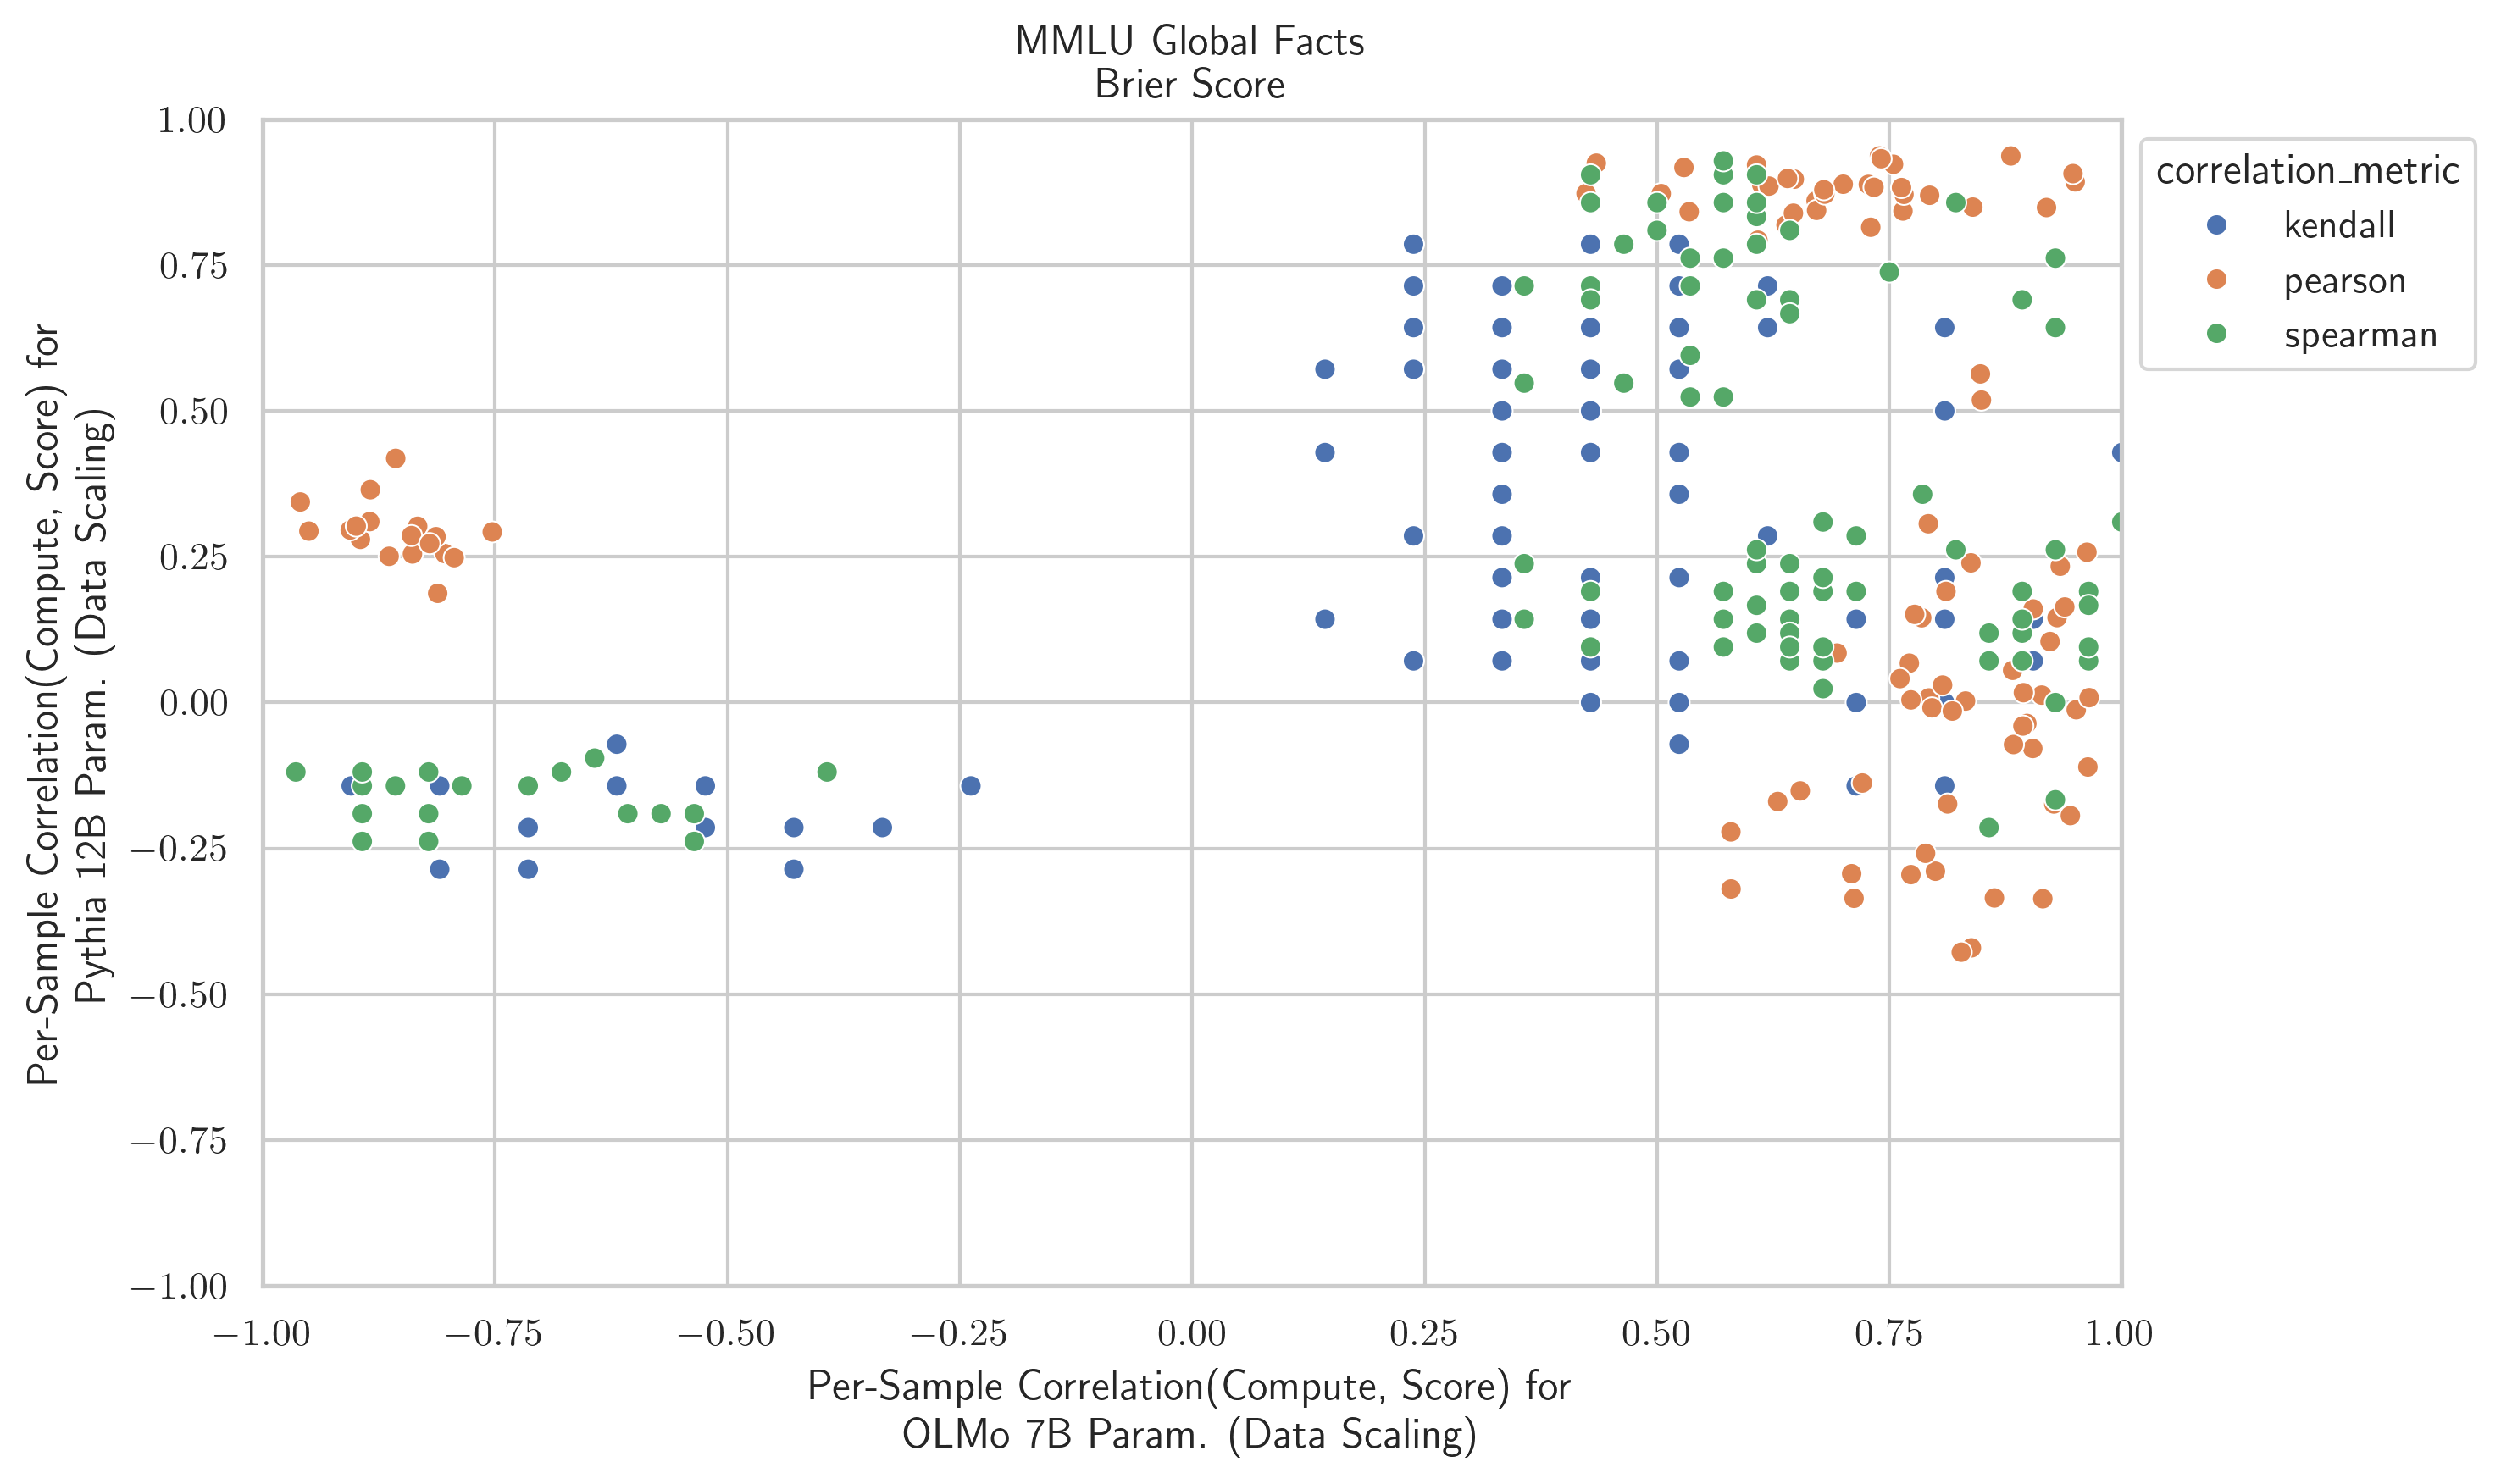 MMLU Global Facts
Brier Score
Per-Sample Correlation(Compute, Score) for
Pythia 12B Param. (Data Scaling)
1.00
0.75
0.50
0.25
0.00
−0.25
−0.50
−0.75
−1.00
correlation_metric
kendall
pearson
spearman
−1.00 −0.75 −0.50 −0.25 0.00 0.25 0.50 0.75 1.00
Per-Sample Correlation(Compute, Score) for
OLMo 7B Param. (Data Scaling)